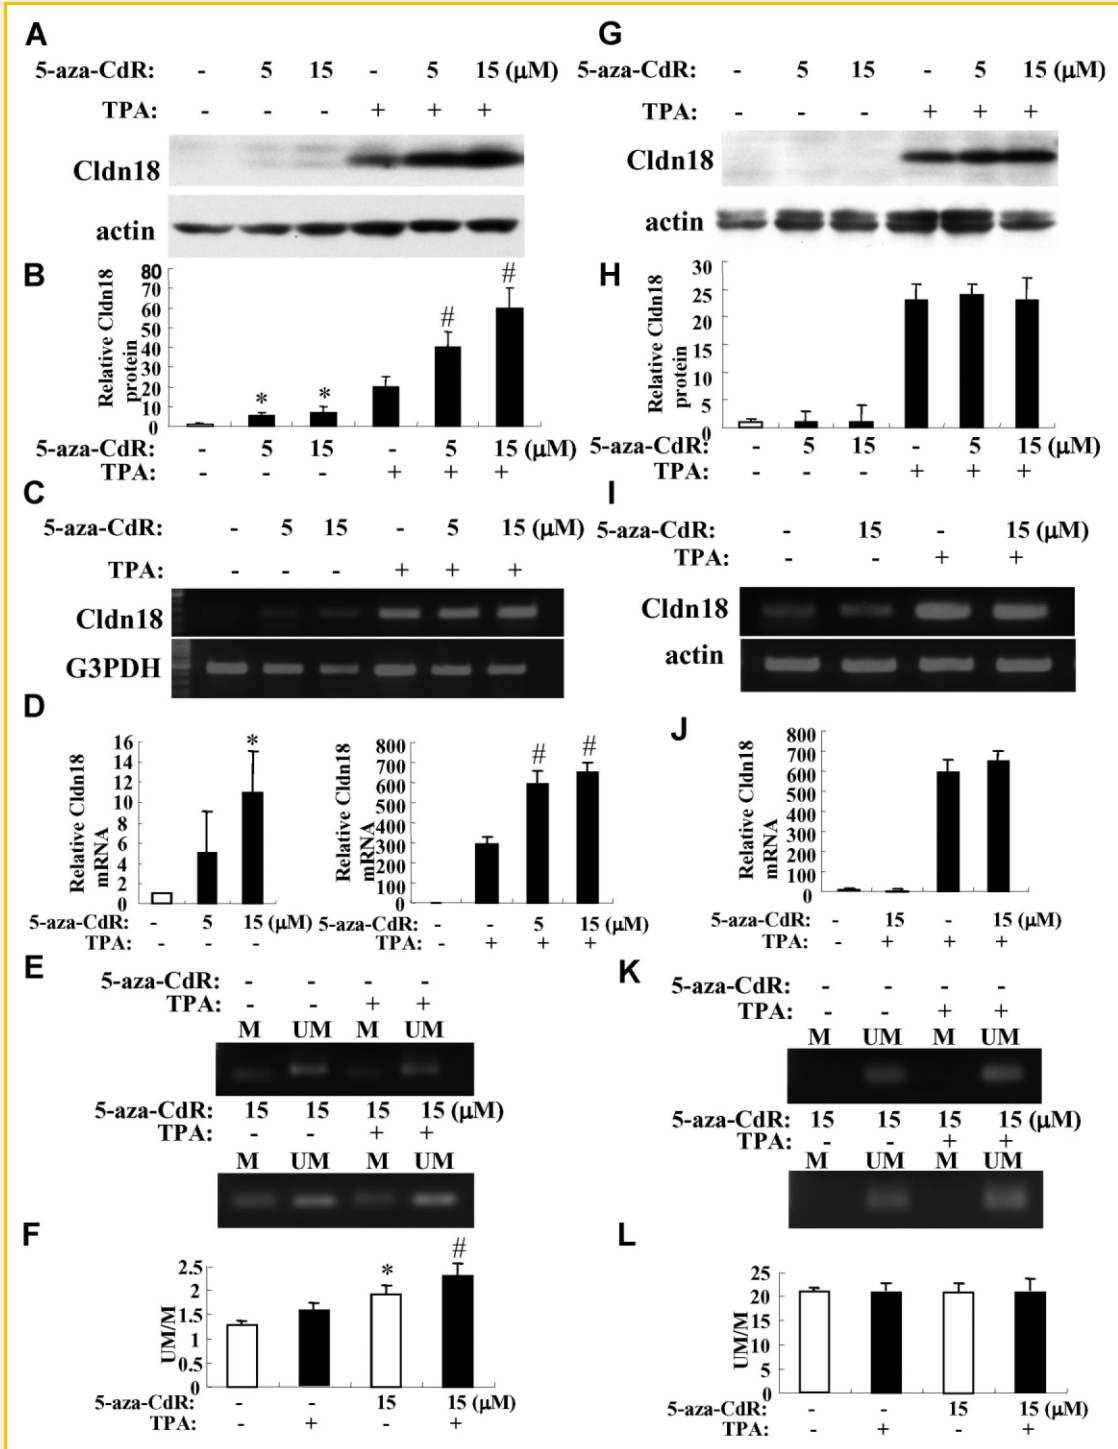 A
5-aza-CdR: - 5 15 - 5 15 (μM)
TPA: - - - + + +
Cldn18
actin
B
Relative Cldn18
protein
80
70
60
50
40
30
20
10
0
* * # #
5-aza-CdR: - 5 15 - 5 15 (μM)
TPA: - - - + + +
C
5-aza-CdR: - 5 15 - 5 15 (μM)
TPA: - - - + + +
Cldn18
G3PDH
D
Relative Cldn18
mRNA
16
14
12
10
8
6
4
2
0
*
5-aza-CdR: - 5 15 (μM)
TPA: - - -
Relative Cldn18
mRNA
800
700
600
500
400
300
200
100
0
# #
5-aza-CdR: - - 5 15 (μM)
TPA: - + + +
E
5-aza-CdR: - - - -
TPA: - - + +
M UM M UM
5-aza-CdR: 15 15 15 15 (μM)
TPA: - - + +
M UM M UM
F
UM/M
2.5
2
1.5
1
0.5
0
* #
5-aza-CdR: - - 15 15 (μM)
TPA: - + - +
G
5-aza-CdR: - 5 15 - 5 15 (μM)
TPA: - - - + + +
Cldn18
actin
H
Relative Cldn18
protein
30
25
20
15
10
5
0
5-aza-CdR: - 5 15 - 5 15 (μM)
TPA: - - - + + +
I
5-aza-CdR: - 15 - 15 (μM)
TPA: - - + +
Cldn18
actin
J
Relative Cldn18
mRNA
800
700
600
500
400
300
200
100
0
5-aza-CdR: - 15 - 15 (μM)
TPA: - + + +
K
5-aza-CdR: - - - -
TPA: - - + +
M UM M UM
5-aza-CdR: 15 15 15 15 (μM)
TPA: - - + +
M UM M UM
L
UM/M
25
20
15
10
5
0
5-aza-CdR: - - 15 15 (μM)
TPA: - + - +